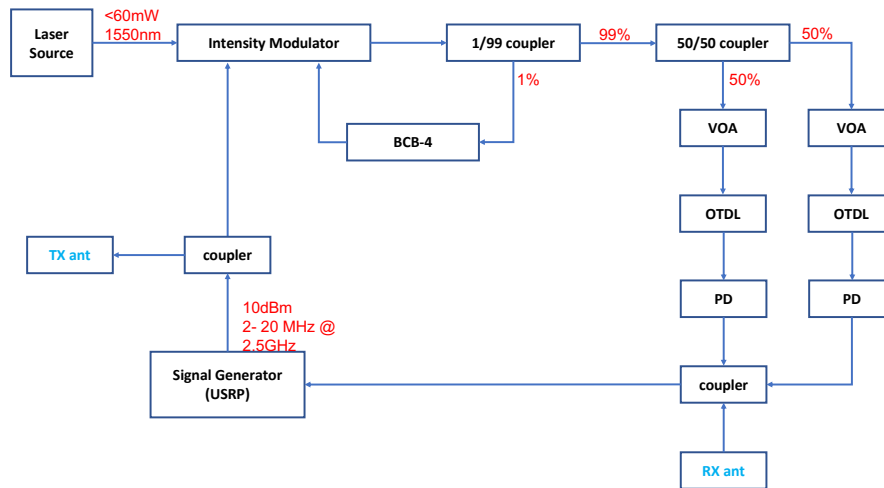 <60mW
1550nm
Laser
Source
Intensity Modulator
1/99 coupler
99%
50/50 coupler
50%
1%
50%
BCB-4
VOA
VOA
OTDL
OTDL
TX ant
coupler
PD
PD
10dBm
2- 20 MHz @
2.5GHz
Signal Generator
(USRP)
coupler
RX ant